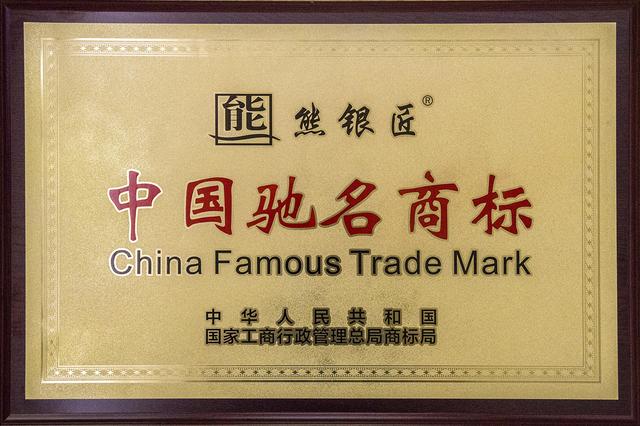 能 熊银匠®
中国驰名商标
China Famous Trade Mark
中华人民共和国
国家工商行政管理总局商标局